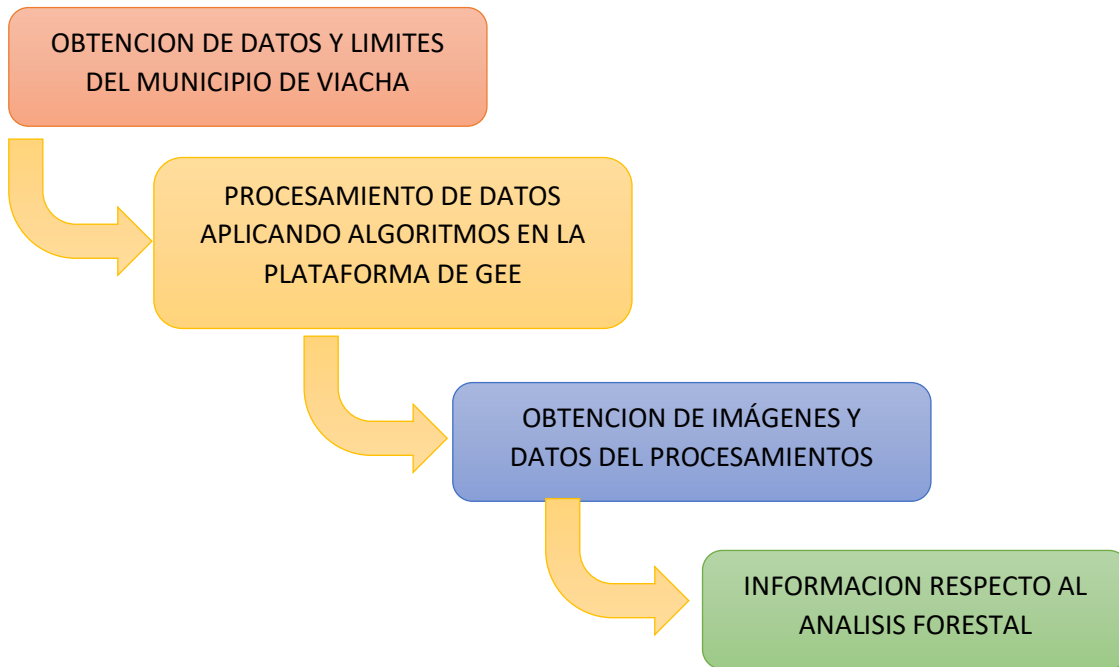 OBTENCION DE DATOS Y LIMITES
DEL MUNICIPIO DE VIACHA
PROCESAMIENTO DE DATOS
APLICANDO ALGORITMOS EN LA
PLATAFORMA DE GEE
OBTENCION DE IMÁGENES Y
DATOS DEL PROCESAMIENTOS
INFORMACION RESPECTO AL
ANALISIS FORESTAL